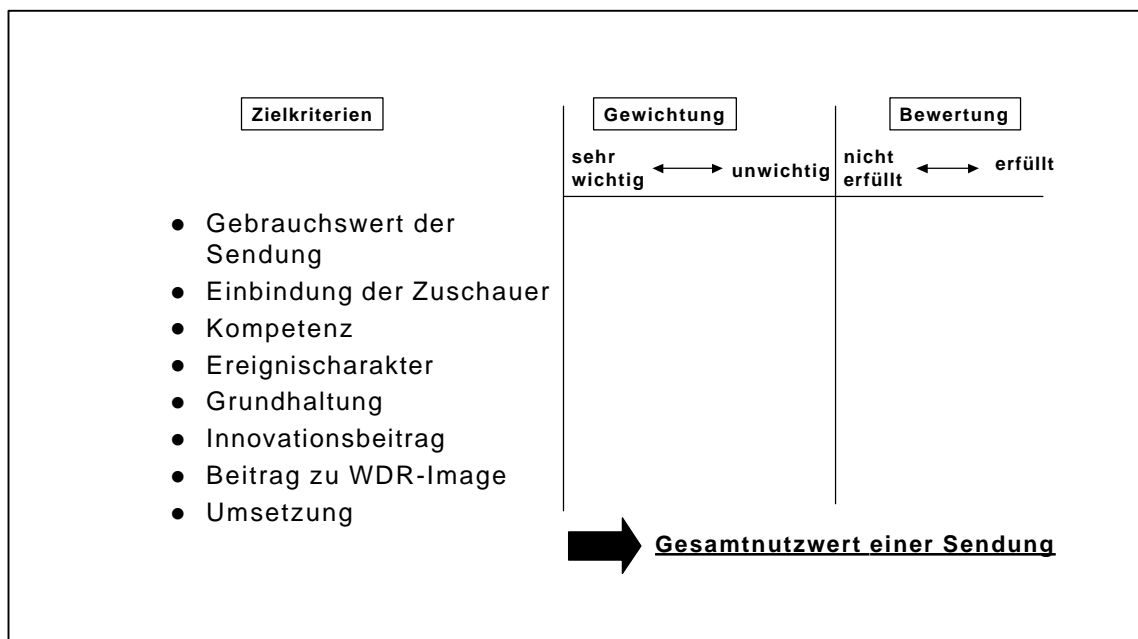 Zielkriterien
Gewichtung
Bewertung
sehr
wichtig
unwichtig
nicht
erfüllt
erfüllt
● Gebrauchswert der
Sendung
● Einbindung der Zuschauer
● Kompetenz
● Ereignischarakter
● Grundhaltung
● Innovationsbeitrag
● Beitrag zu WDR-Image
● Umsetzung
Gesamtnutzwert einer Sendung